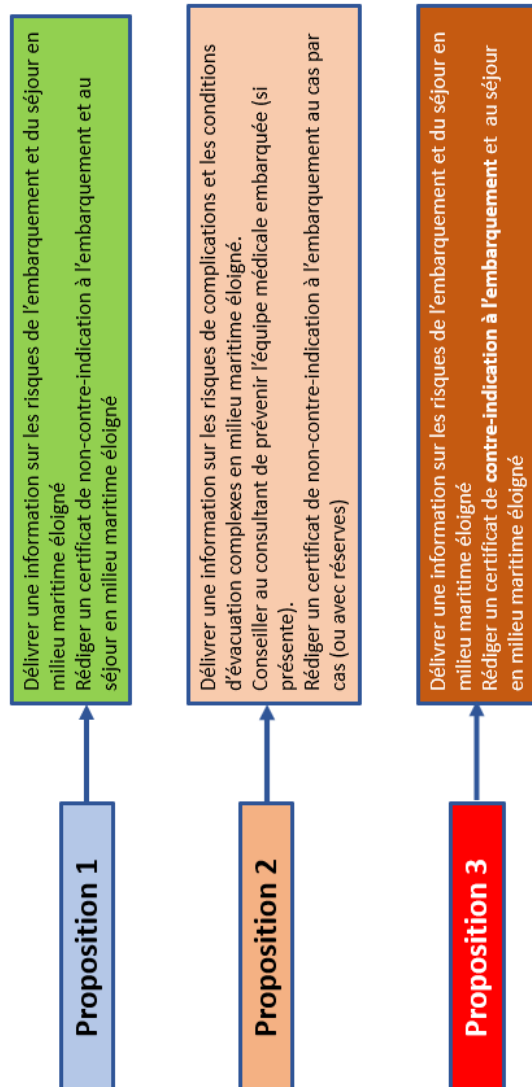 Proposition 1
Délivrer une information sur les risques de l'embarquement et du séjour en
milieu maritime éloigné
Rédiger un certificat de non-contre-indication à l'embarquement et au
séjour en milieu maritime éloigné
Proposition 2
Délivrer une information sur les risques de complications et les conditions
d'évacuation complexes en milieu maritime éloigné.
Conseiller au consultant de prévenir l'équipe médicale embarquée (si
présente).
Rédiger un certificat de non-contre-indication à l'embarquement au cas par
cas (ou avec réserves)
Proposition 3
Délivrer une information sur les risques de l'embarquement et du séjour en
milieu maritime éloigné
Rédiger un certificat de contre-indication à l'embarquement et au séjour
en milieu maritime éloigné